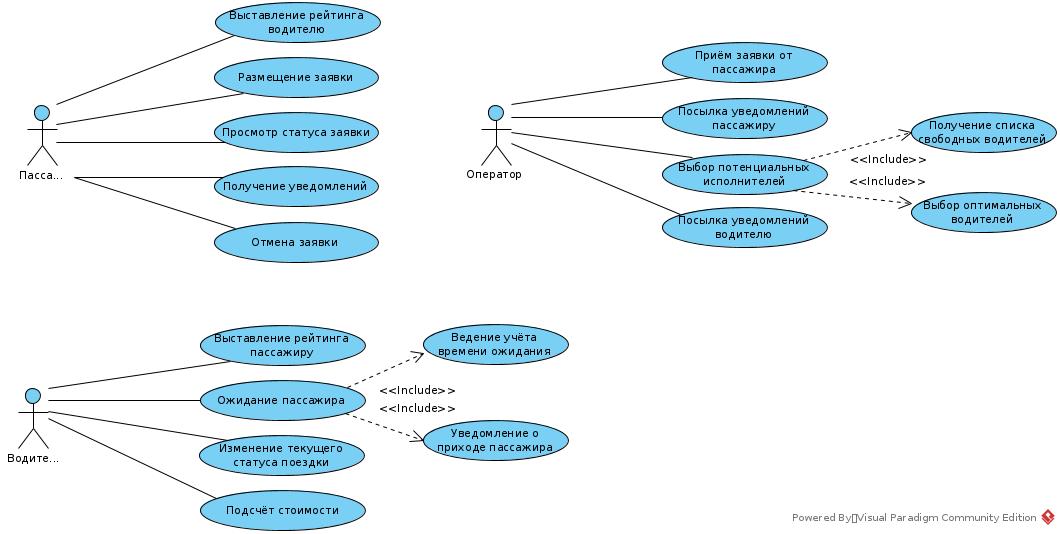 Выставление рейтинга
водителю
Размещение заявки
Просмотр статуса заявки
Получение уведомлений
Отмена заявки
Пасса...
Приём заявки от
пассажира
Посылка уведомлений
пассажиру
Выбор потенциальных
исполнителей
Посылка уведомлений
водителю
Оператор
<<Include>>
<<Include>>
Получение списка
свободных водителей
Выбор оптимальных
водителей
Выставление рейтинга
пассажиру
Ожидание пассажира
Изменение текущего
статуса поездки
Подсчёт стоимости
Водите...
<<Include>>
<<Include>>
Ведение учёта
времени ожидания
Уведомление о
приходе пассажира
Powered By▯Visual Paradigm Community Edition